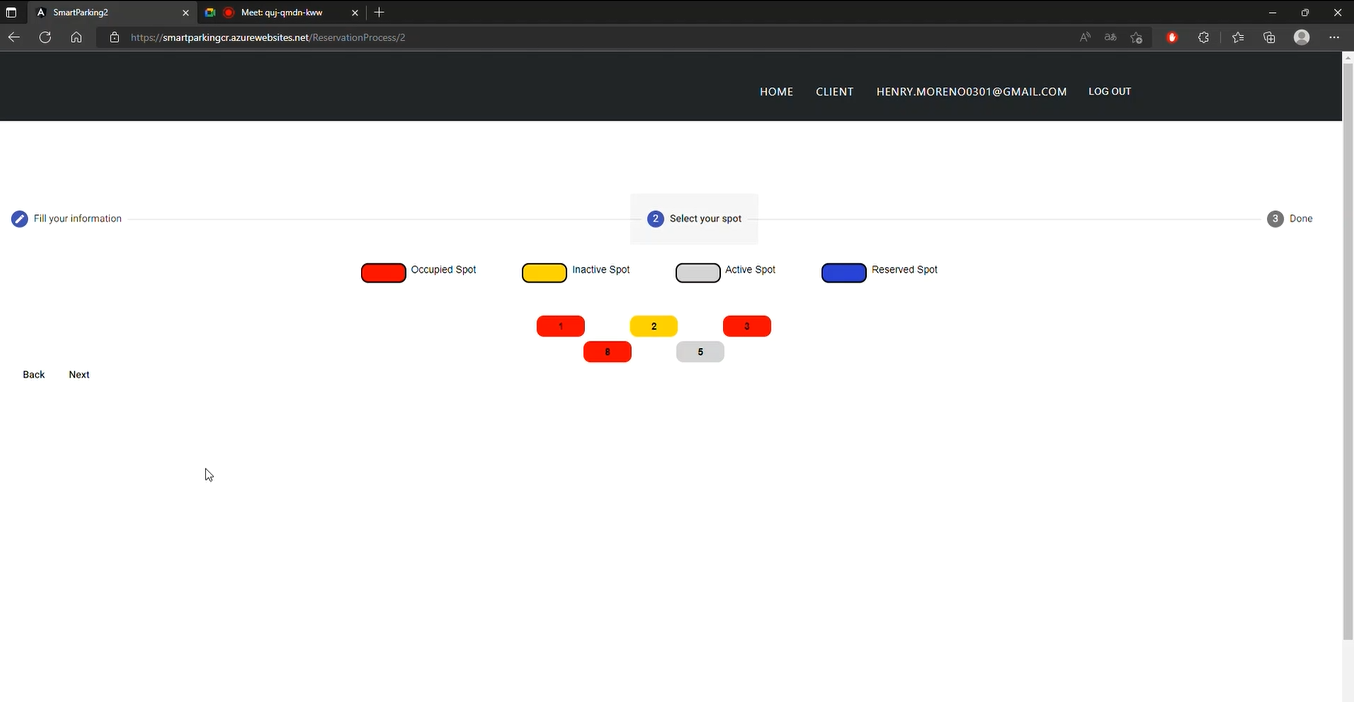 SmartParking2
Meet: quj-qmdn-kww
https://smartparkingcr.azurewebsites.net/ReservationProcess/2
HOME CLIENT HENRY.MORENO0301@GMAIL.COM LOG OUT
Fill your information
2 Select your spot
3 Done
Occupied Spot Inactive Spot Active Spot Reserved Spot
1 2 3
5
Back Next